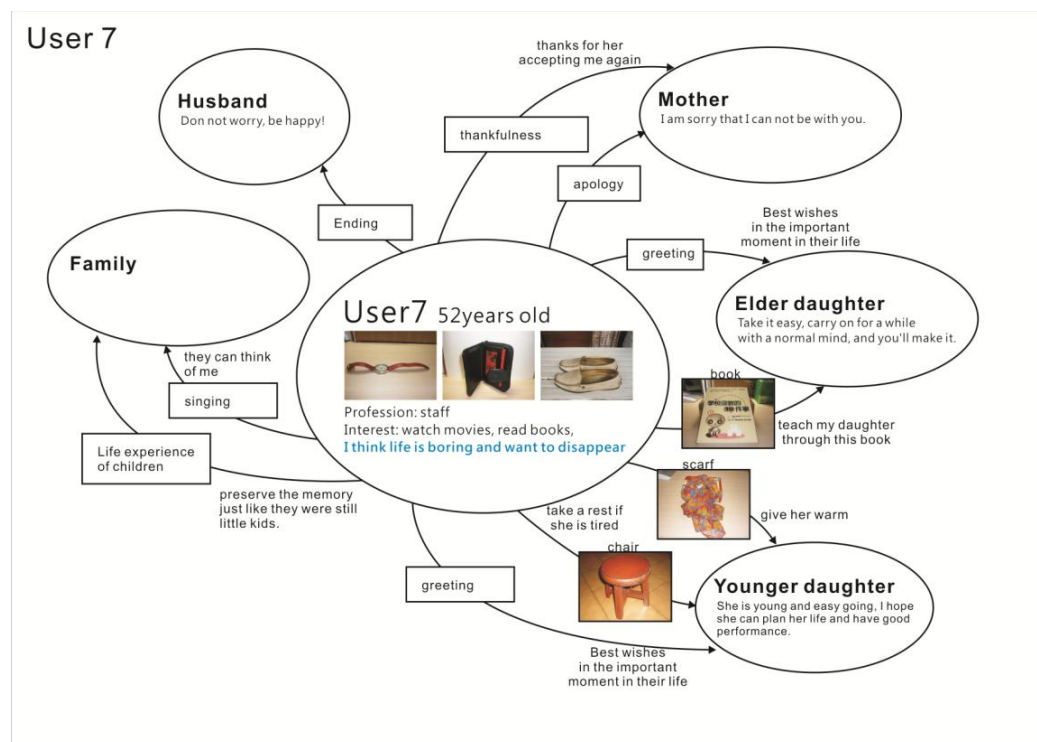 User 7
Husband
Don not worry, be happy!
thanks for her
accepting me again
Mother
I am sorry that I can not be with you.
thankfulness
apology
Ending
Best wishes
in the important
moment in their life
greeting
Family
Elder daughter
Take it easy, carry on for a while
with a normal mind, and you'll make it.
User7 52years old
they can think
of me
singing
book
teach my daughter
through this book
Profession: staff
Interest: watch movies, read books,
I think life is boring and want to disappear
Life experience
of children
preserve the memory
just like they were still
little kids.
scarf
give her warm
take a rest if
she is tired
chair
greeting
Younger daughter
She is young and easy going, I hope
she can plan her life and have good
performance.
Best wishes
in the important
moment in their life